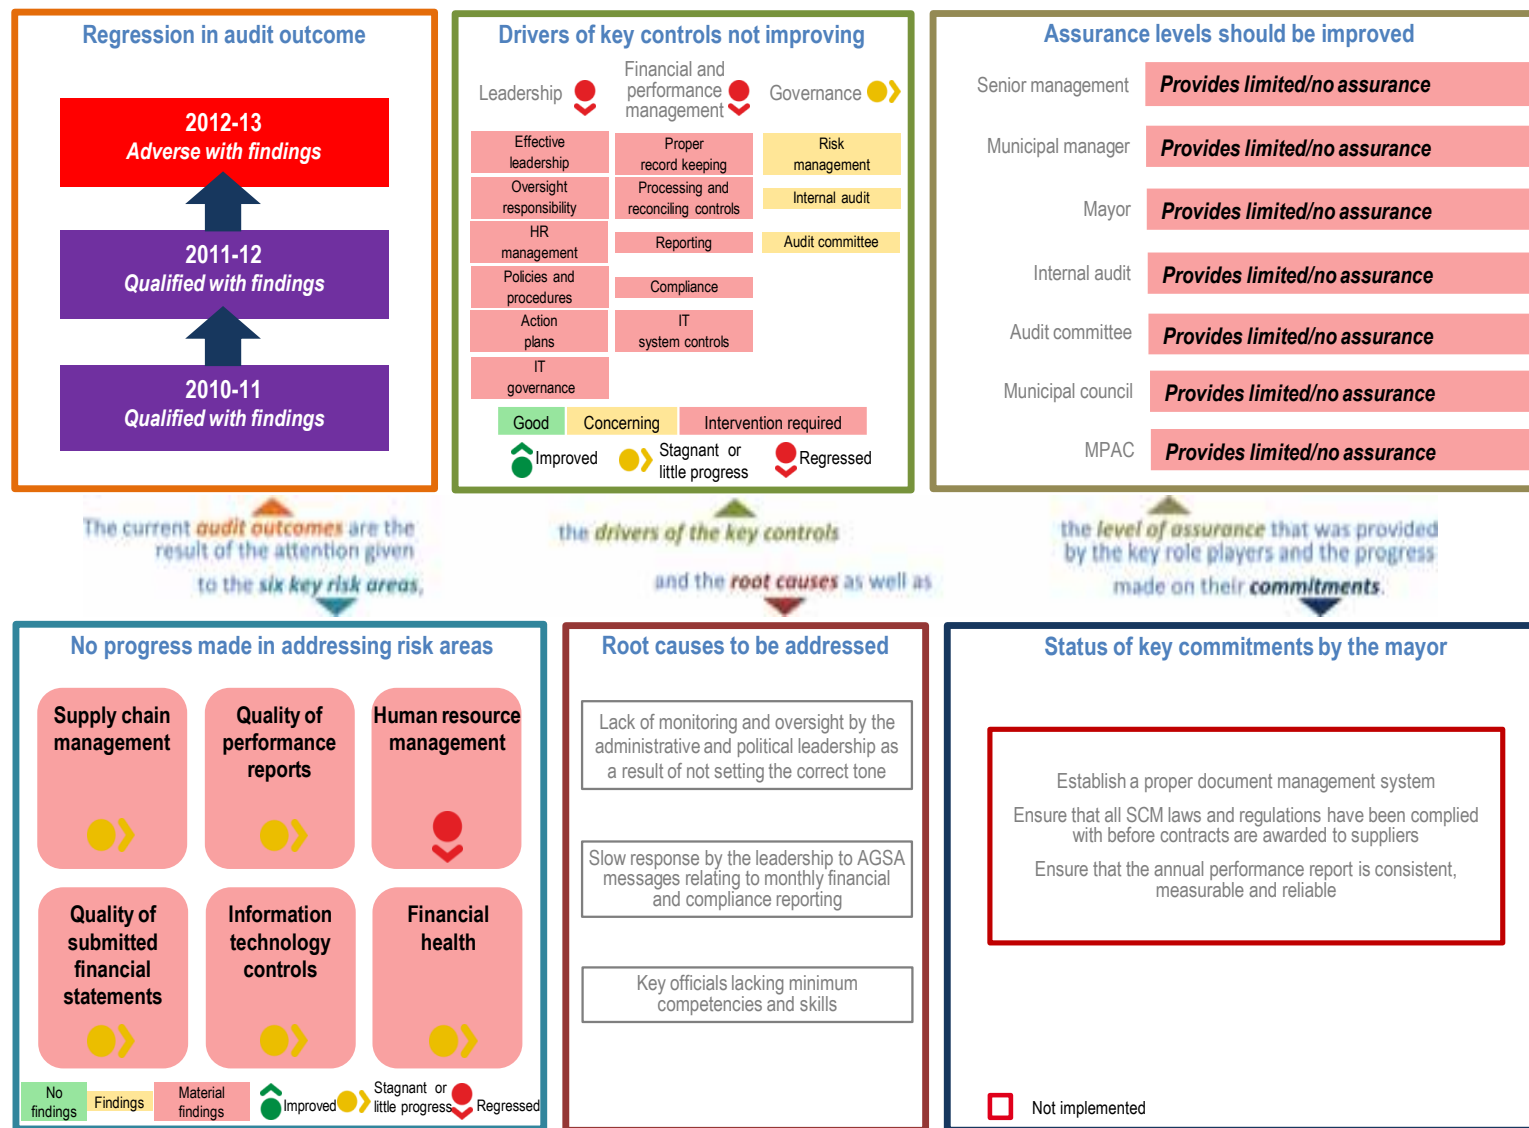 Regression in audit outcome
2012-13
Adverse with findings
2011-12
Qualified with findings
2010-11
Qualified with findings
Drivers of key controls not improving
Leadership
Financial and
performance
management
Governance
Effective
leadership
Oversight
responsibility
HR
management
Policies and
procedures
Action
plans
IT
governance
Proper
record keeping
Processing and
reconciling controls
Reporting
Compliance
IT
system controls
Risk
management
Internal audit
Audit committee
Good
Concerning
Intervention required
Improved
Stagnant or
little progress
Regressed
Assurance levels should be improved
Senior management
Provides limited/no assurance
Municipal manager
Provides limited/no assurance
Mayor
Provides limited/no assurance
Internal audit
Provides limited/no assurance
Audit committee
Provides limited/no assurance
Municipal council
Provides limited/no assurance
MPAC
Provides limited/no assurance
The current audit outcomes are the
result of the attention given
to the six key risk areas,
the drivers of the key controls
and the root causes as well as
the level of assurance that was provided
by the key role players and the progress
made on their commitments.
No progress made in addressing risk areas
Supply chain
management
Quality of
performance
reports
Human resource
management
Quality of
submitted
financial
statements
Information
technology
controls
Financial
health
No
findings
Findings
Material
findings
Improved
Stagnant or
little progress
Regressed
Root causes to be addressed
Lack of monitoring and oversight by the
administrative and political leadership as
a result of not setting the correct tone
Slow response by the leadership to AGSA
messages relating to monthly financial
and compliance reporting
Key officials lacking minimum
competencies and skills
Status of key commitments by the mayor
Establish a proper document management system
Ensure that all SCM laws and regulations have been complied
with before contracts are awarded to suppliers
Ensure that the annual performance report is consistent,
measurable and reliable
Not implemented